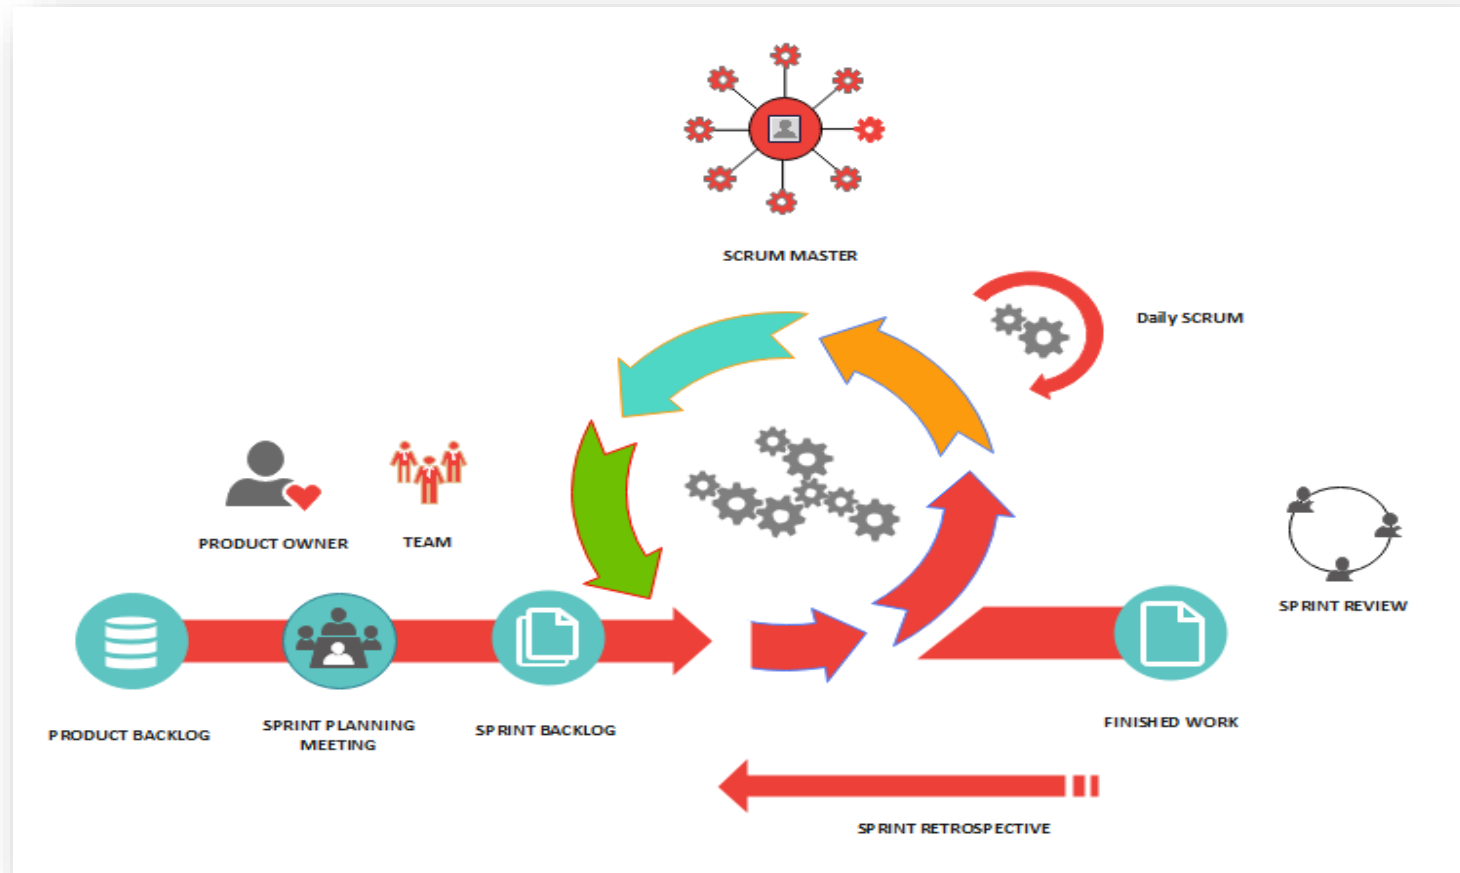 SCRUM MASTER
Daily SCRUM
PRODUCT OWNER
TEAM
SPRINT REVIEW
PRODUCT BACKLOG
SPRINT PLANNING
MEETING
SPRINT BACKLOG
FINISHED WORK
SPRINT RETROSPECTIVE